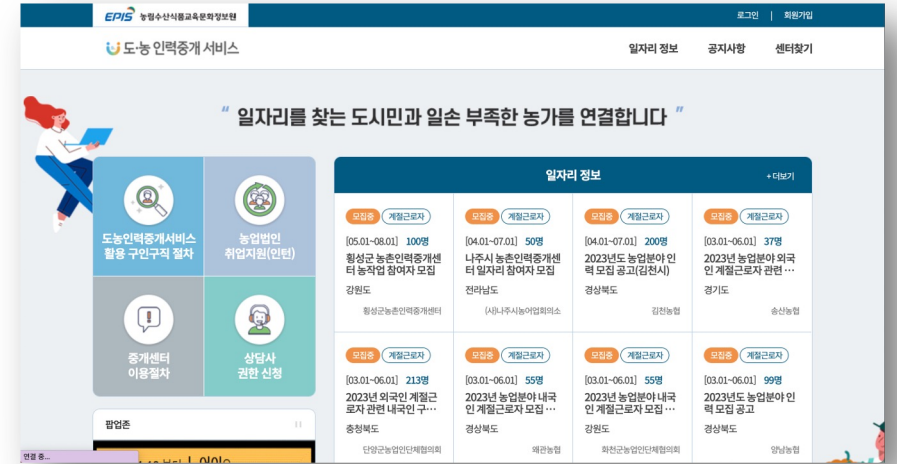 EPIS 농림수산식품교육문화정보원
로그인 | 회원가입
도·농 인력중개 서비스
일자리 정보 공지사항 센터찾기
" 일자리를 찾는 도시민과 일손 부족한 농가를 연결합니다 "
도농인력중개서비스
활용 구인구직 절차
농업법인
취업지원(인턴)
중개센터
이용절차
상담사
권한 신청
팝업존
일자리 정보
+ 더보기
모집중 계절근로자
[05.01~08.01] 100명
횡성군 농촌인력중개센
터 농작업 참여자 모집
강원도
횡성군농촌인력중개센터
모집중 계절근로자
[04.01~07.01] 50명
나주시 농촌인력중개센
터 일자리 참여자 모집
전라남도
(사)나주시농어업회의소
모집중 계절근로자
[04.01~07.01] 200명
2023년도 농업분야 인
력 모집 공고(김천시)
경상북도
김천농협
모집중 계절근로자
[03.01~06.01] 37명
2023년 농업분야 외국
인 계절근로자 관련 …
경기도
송산농협
모집중 계절근로자
[03.01~06.01] 213명
2023년 외국인 계절근
로자 관련 내국인 구…
충청북도
단양군농업인단체협의회
모집중 계절근로자
[03.01~06.01] 55명
2023년 농업분야 내국
인 계절근로자 모집 …
경상북도
왜관농협
모집중 계절근로자
[03.01~06.01] 55명
2023년 농업분야 내국
인 계절근로자 모집 …
강원도
화천군농업인단체협의회
모집중 계절근로자
[03.01~06.01] 99명
2023년도 농업분야 인
력 모집 공고
경상북도
양남농협
연결 중...